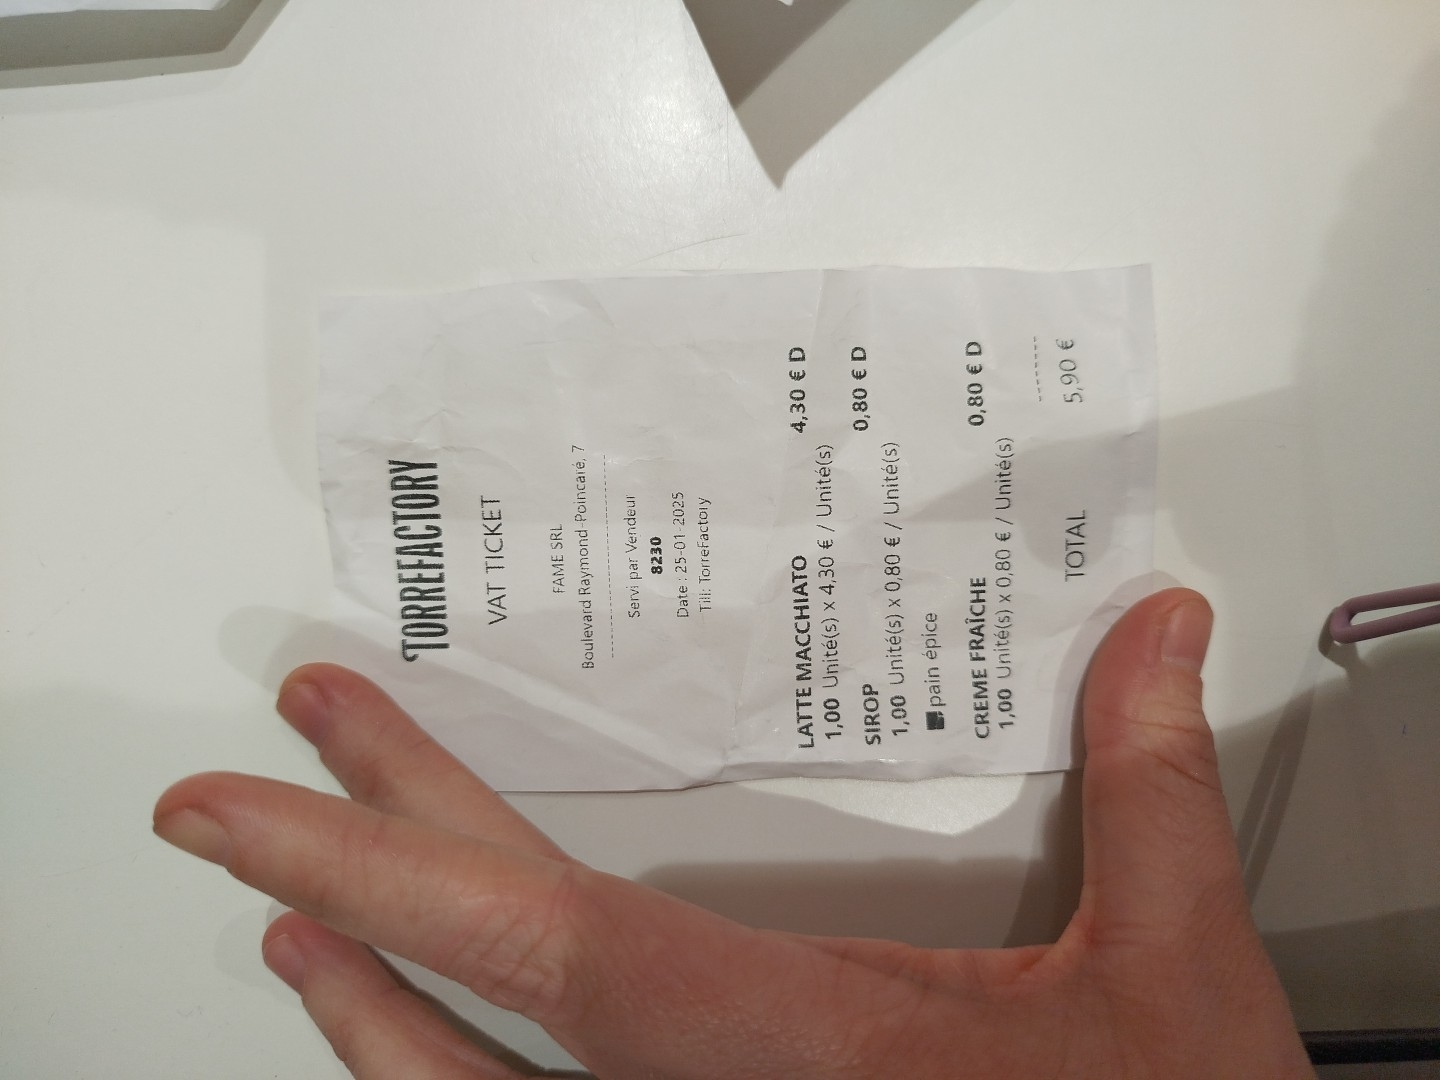 TORREFACTORY
VAT TICKET
FAME SRL
Boulevard Raymond-Poincaré, 7
--------------------------------
Servi par Vendeur
8230
Date : 25-01-2025
Till: TorreFactory
LATTE MACCHIATO 4,30 € D
1,00 Unité(s) x 4,30 € / Unité(s)
SIROP 0,80 € D
1,00 Unité(s) x 0,80 € / Unité(s)
pain épice
CREME FRAÎCHE 0,80 € D
1,00 Unité(s) x 0,80 € / Unité(s)
--------
TOTAL 5,90 €